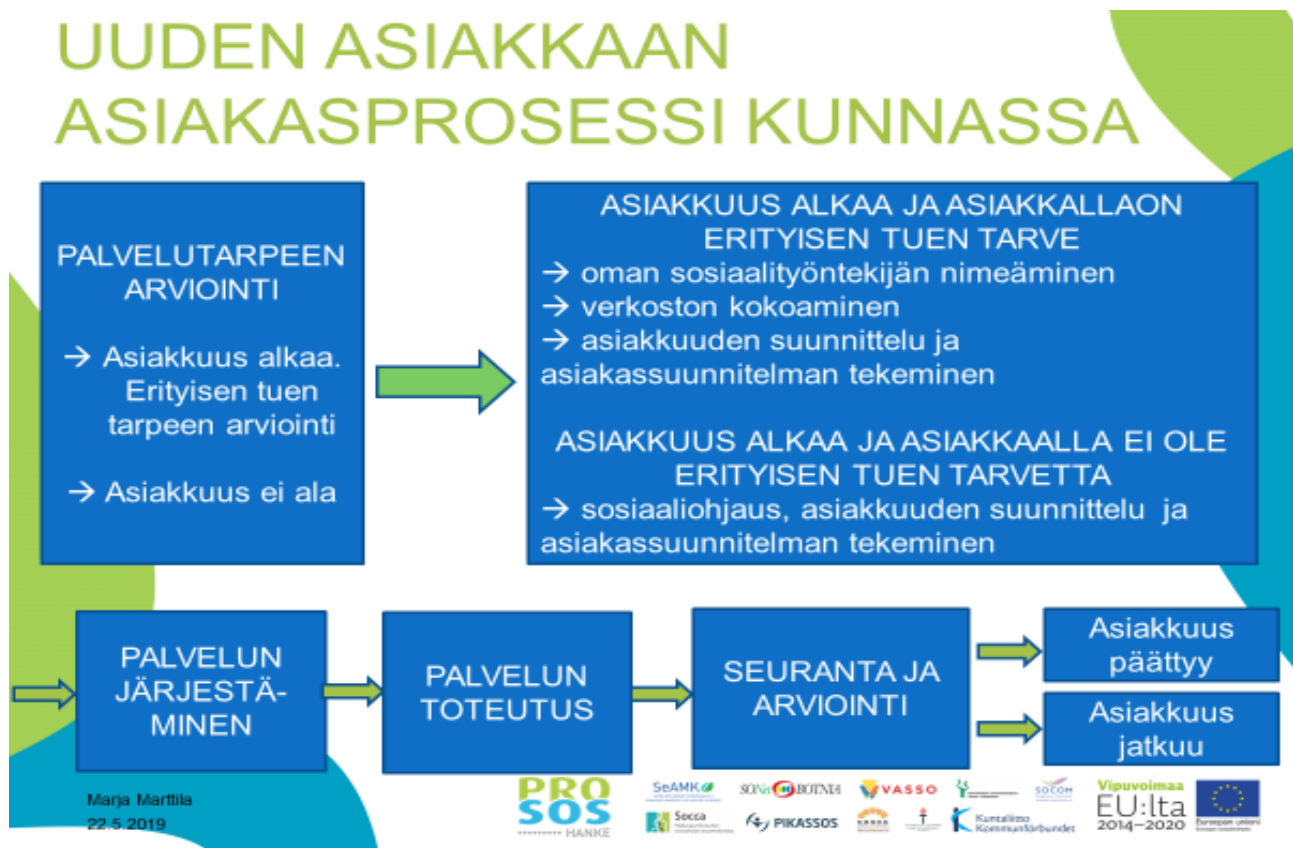 UUDEN ASIAKKAAN
ASIAKASPROSESSI KUNNASSA
PALVELUTARPEEN
ARVIOINTI
→ Asiakkuus alkaa.
Erityisen tuen
tarpeen arviointi
→ Asiakkuus ei ala
ASIAKKUUS ALKAA JA ASIAKKALLAON
ERITYISEN TUEN TARVE
→ oman sosiaalityöntekijän nimeäminen
→ verkoston kokoaminen
→ asiakkuuden suunnittelu ja
asiakassuunnitelman tekeminen
ASIAKKUUS ALKAA JA ASIAKKAALLA EI OLE
ERITYISEN TUEN TARVETTA
→ sosiaaliohjaus, asiakkuuden suunnittelu ja
asiakassuunnitelman tekeminen
PALVELUN
JÄRJESTÄ-
MINEN
PALVELUN
TOTEUTUS
SEURANTA JA
ARVIOINTI
Asiakkuus
päättyy
Asiakkuus
jatkuu
Marja Marttila
22.5.2019
PRO
SOS
HANKE
SeAMK
SONet BOTNIA
VASSO
SOCOM
Socca
PIKASSOS
Kuntaliitto
Kommunförbundet
Vipuvoimaa
EU:lta
2014–2020
Euroopan unioni